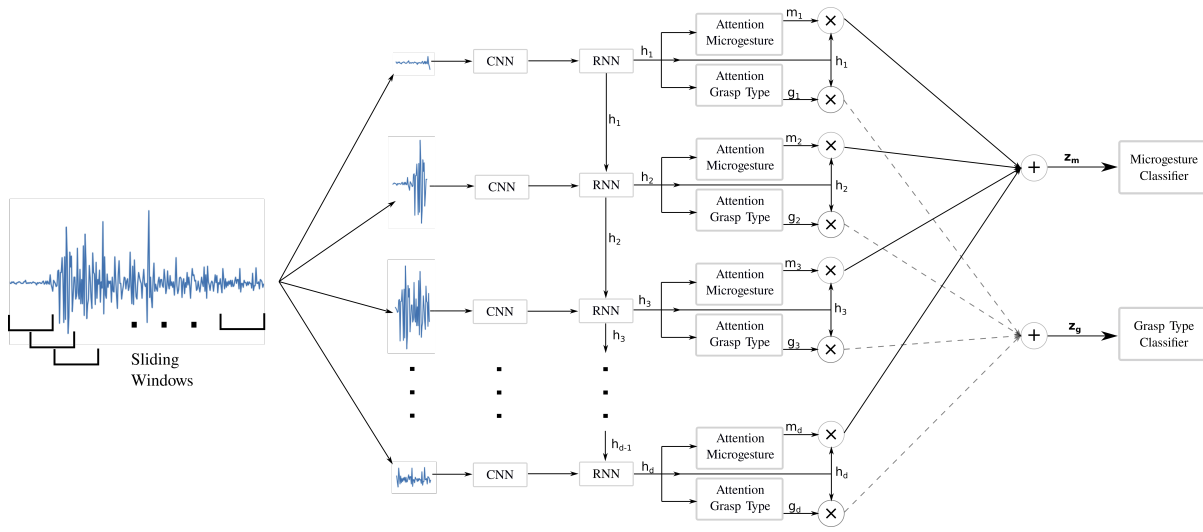 Sliding
Windows
CNN
RNN
h1
Attention
Microgesture
m1
×
h1
Attention
Grasp Type
g1
×
h1
CNN
RNN
h2
Attention
Microgesture
m2
×
h2
Attention
Grasp Type
g2
×
h2
CNN
RNN
h3
Attention
Microgesture
m3
×
h3
Attention
Grasp Type
g3
×
h3
hd-1
CNN
RNN
hd
Attention
Microgesture
md
×
hd
Attention
Grasp Type
gd
×
+
zm
Microgesture
Classifier
+
zg
Grasp Type
Classifier